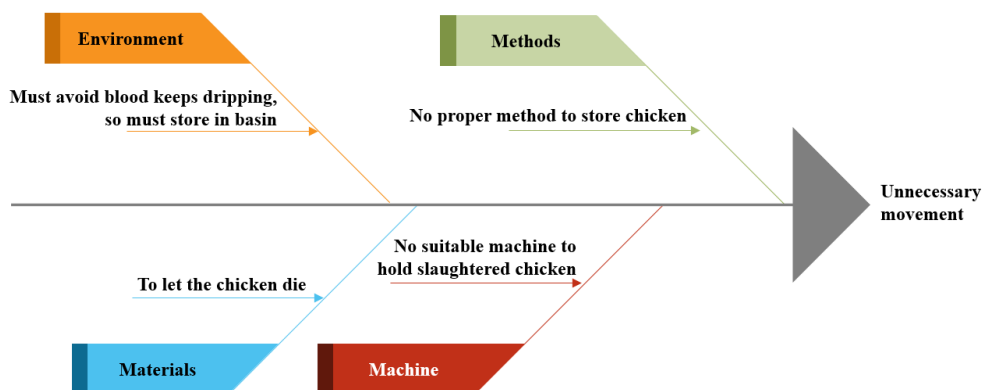 Environment
Methods
Must avoid blood keeps dripping,
so must store in basin
No proper method to store chicken
Unnecessary
movement
No suitable machine to
hold slaughtered chicken
To let the chicken die
Materials
Machine